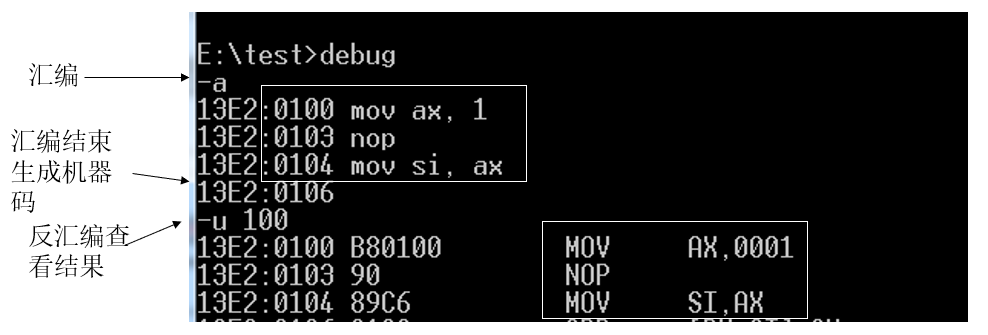 E:\test>debug
汇编
-a
13E2:0100 mov ax, 1
13E2:0103 nop
13E2:0104 mov si, ax
汇编结束
生成机器
码
13E2:0106
-u 100
反汇编查
看结果
13E2:0100 B80100 MOV AX,0001
13E2:0103 90 NOP
13E2:0104 89C6 MOV SI,AX